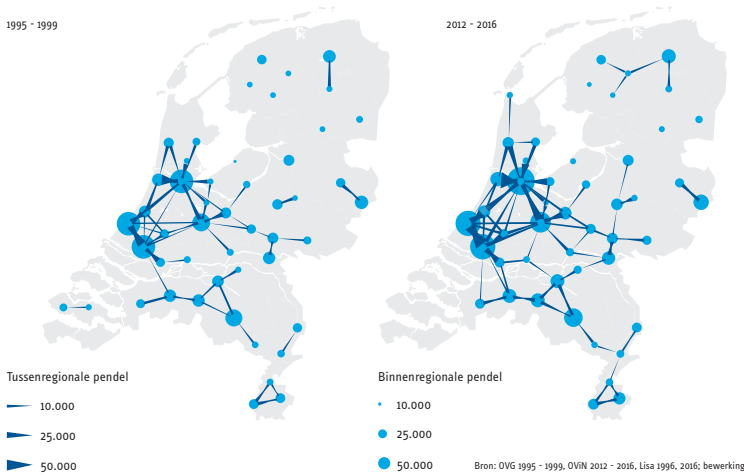 1995 - 1999
2012 - 2016
Tussenregionale pendel
10.000
25.000
50.000
Binnenregionale pendel
10.000
25.000
50.000
Bron: OVG 1995 - 1999, OViN 2012 - 2016, Lisa 1996, 2016; bewerking